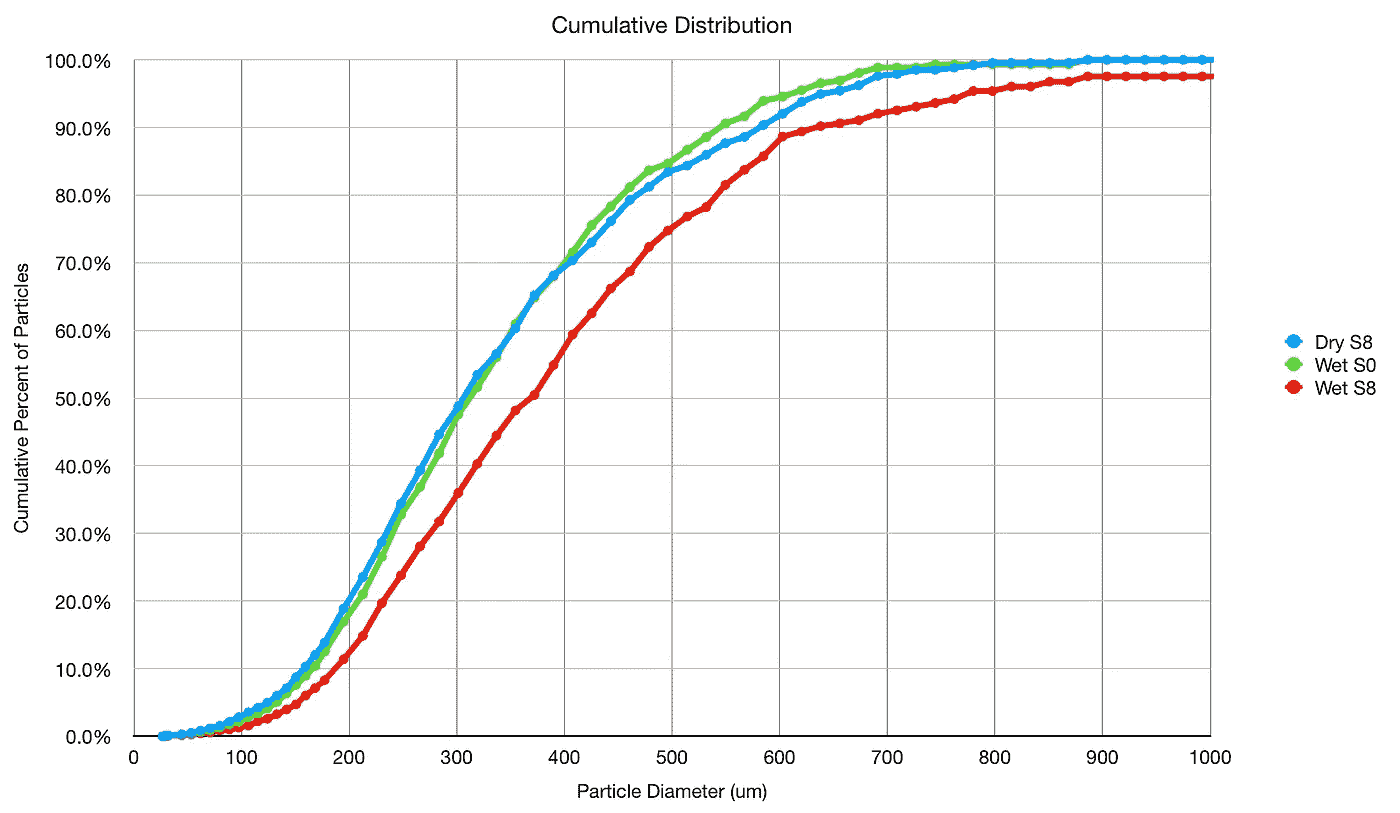 Cumulative Distribution
100.0%
90.0%
80.0%
70.0%
60.0%
50.0%
40.0%
30.0%
20.0%
10.0%
0.0%
Cumulative Percent of Particles
0 100 200 300 400 500 600 700 800 900 1000
Particle Diameter (um)
Dry S8
Wet S0
Wet S8